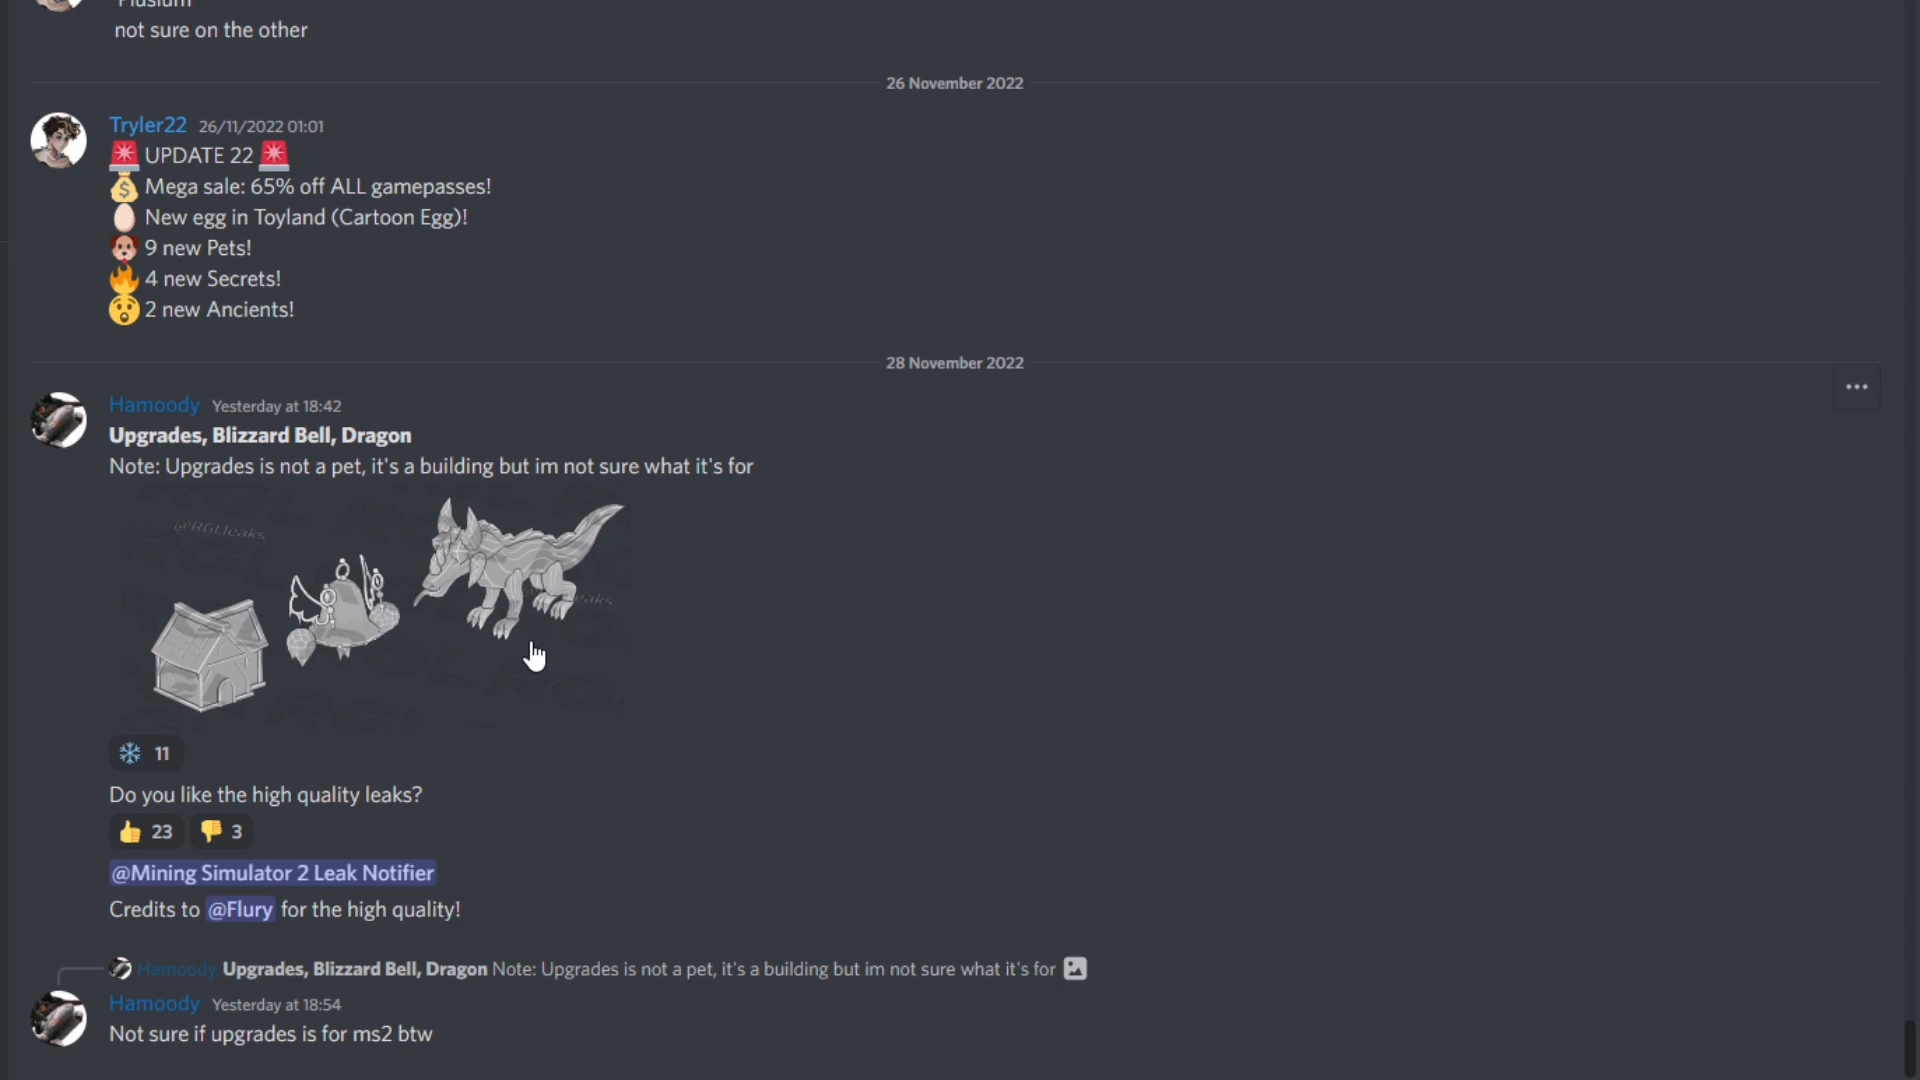 Plusium
not sure on the other
26 November 2022
Tryler22 26/11/2022 01:01
UPDATE 22
Mega sale: 65% off ALL gamepasses!
New egg in Toyland (Cartoon Egg)!
9 new Pets!
4 new Secrets!
2 new Ancients!
28 November 2022
Hamoody Yesterday at 18:42
Upgrades, Blizzard Bell, Dragon
Note: Upgrades is not a pet, it's a building but im not sure what it's for
@RGLleaks
11
Do you like the high quality leaks?
23 3
@Mining Simulator 2 Leak Notifier
Credits to @Flury for the high quality!
Hamoody Upgrades, Blizzard Bell, Dragon Note: Upgrades is not a pet, it's a building but im not sure what it's for
Hamoody Yesterday at 18:54
Not sure if upgrades is for ms2 btw